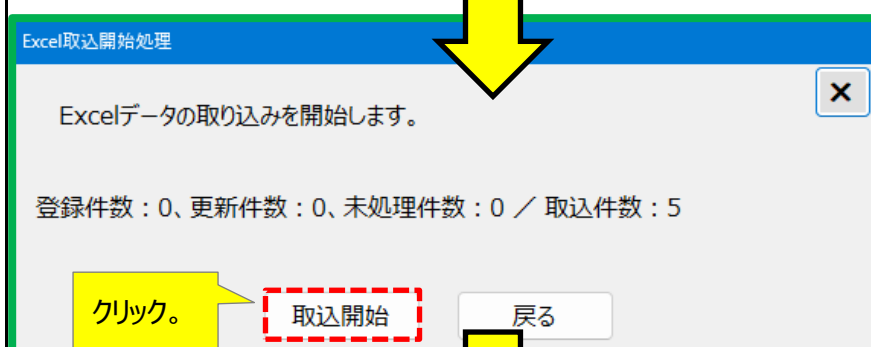 Excel取込開始処理
Excelデータの取り込みを開始します。
登録件数：0、更新件数：0、未処理件数：0 ／ 取込件数：5
クリック。
取込開始
戻る